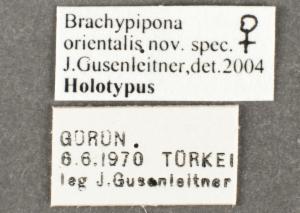 Brachypipona ♀
orientalis, nov. spec.
J.Gusenleitner,det.2004
Holotypus
GÜRÜN.
6.6.1970 TÜRKEI
leg J.Gusenleitner